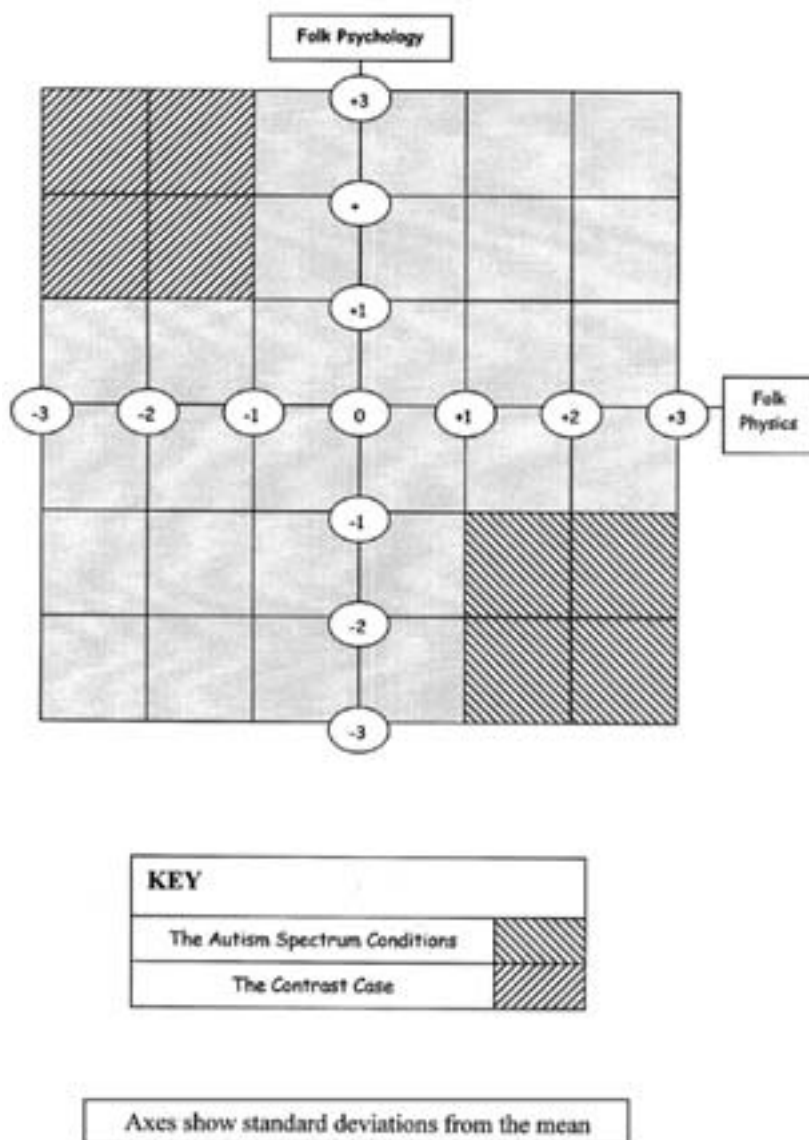 Folk Psychology
+3
+
+1
-3 -2 -1 0 +1 +2 +3
Folk
Physics
-1
-2
-3
KEY
The Autism Spectrum Conditions
The Contrast Case
Axes show standard deviations from the mean